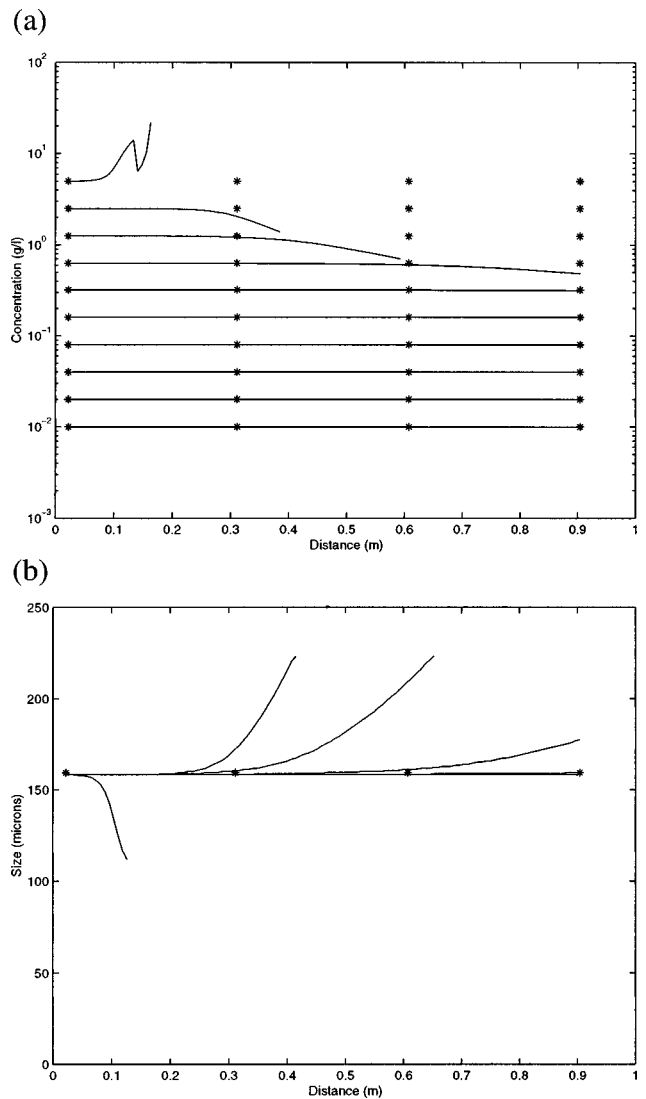 (a)
10^2
10^1
10^0
10^-1
10^-2
10^-3
Concentration (g/l)
0 0.1 0.2 0.3 0.4 0.5 0.6 0.7 0.8 0.9 1
Distance (m)
(b)
250
200
150
100
50
0
Size (microns)
0 0.1 0.2 0.3 0.4 0.5 0.6 0.7 0.8 0.9 1
Distance (m)